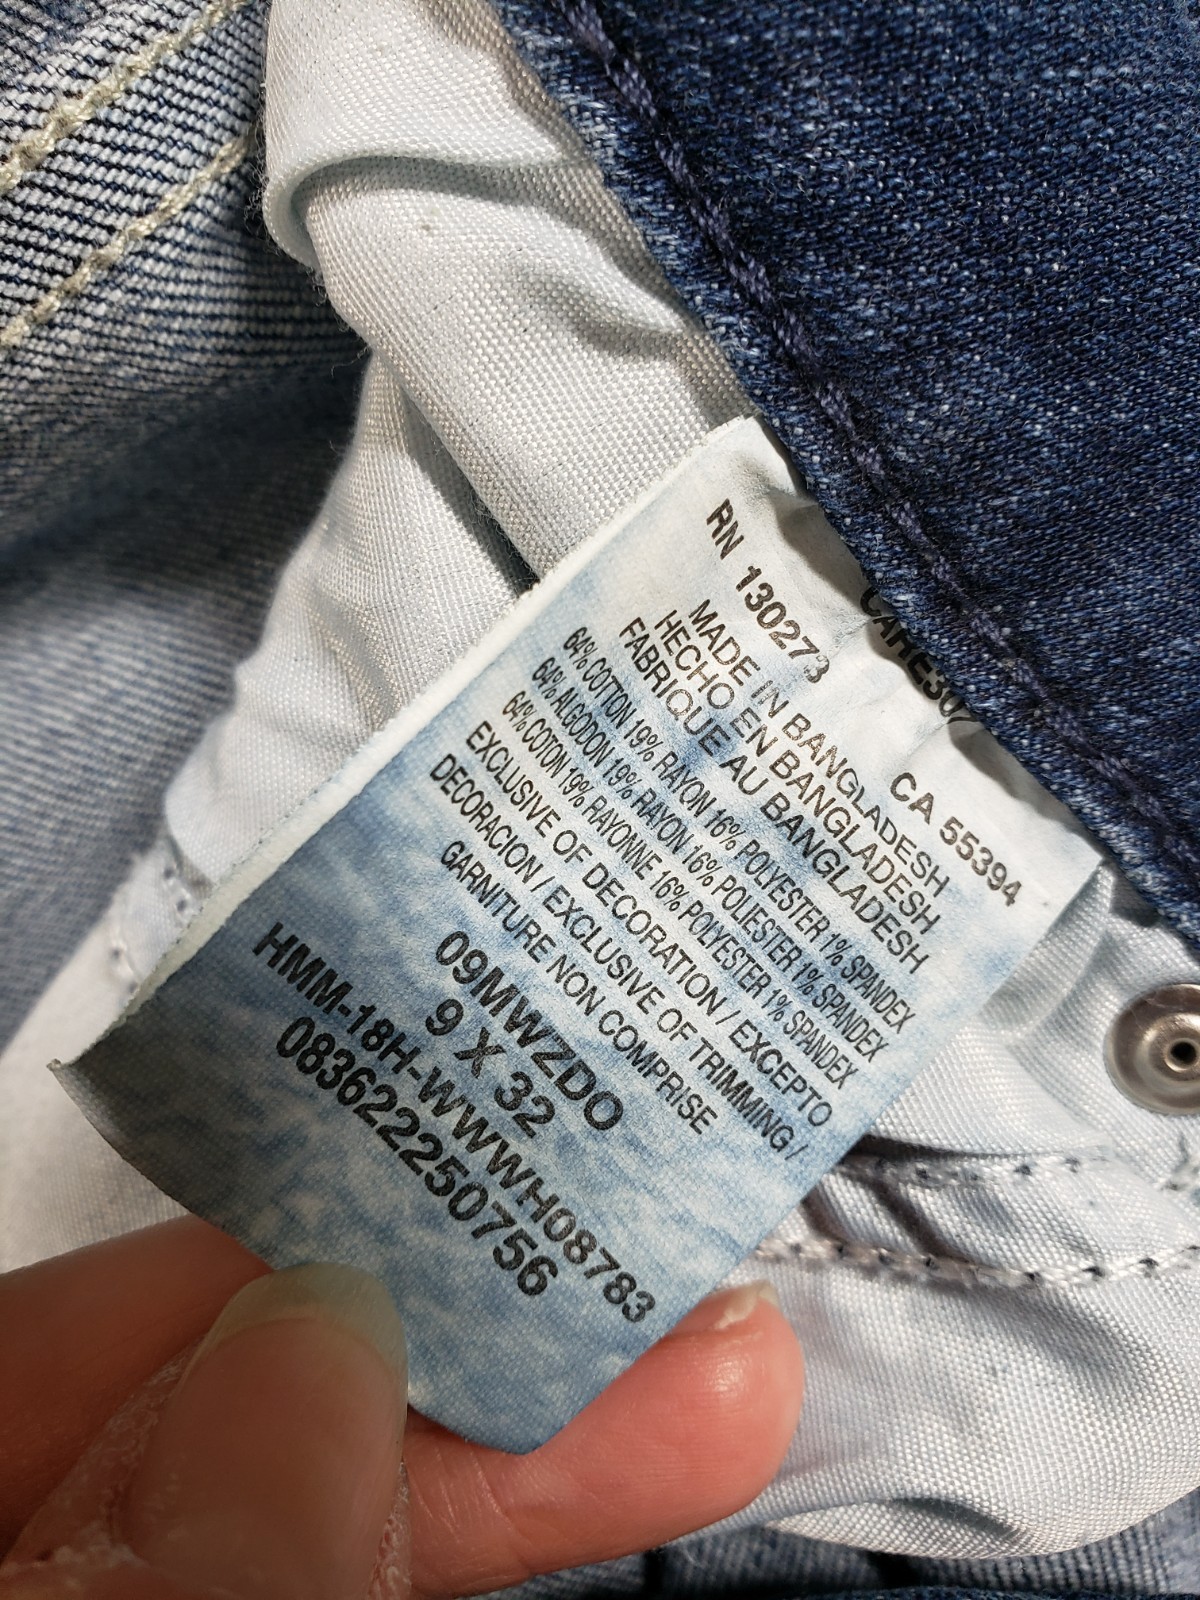 CARE307
RN 130273 CA 55394
MADE IN BANGLADESH
HECHO EN BANGLADESH
FABRIQUE AU BANGLADESH
64% COTTON 19% RAYON 16% POLYESTER 1% SPANDEX
64% ALGODON 19% RAYON 16% POLIESTER 1% SPANDEX
64% COTON 19% RAYONNE 16% POLYESTER 1% SPANDEX
EXCLUSIVE OF DECORATION / EXCEPTO
DECORACION / EXCLUSIVE OF TRIMMING /
GARNITURE NON COMPRISE
09MWZDO
9 X 32
HMM-18H-WWWH08783
083622250756